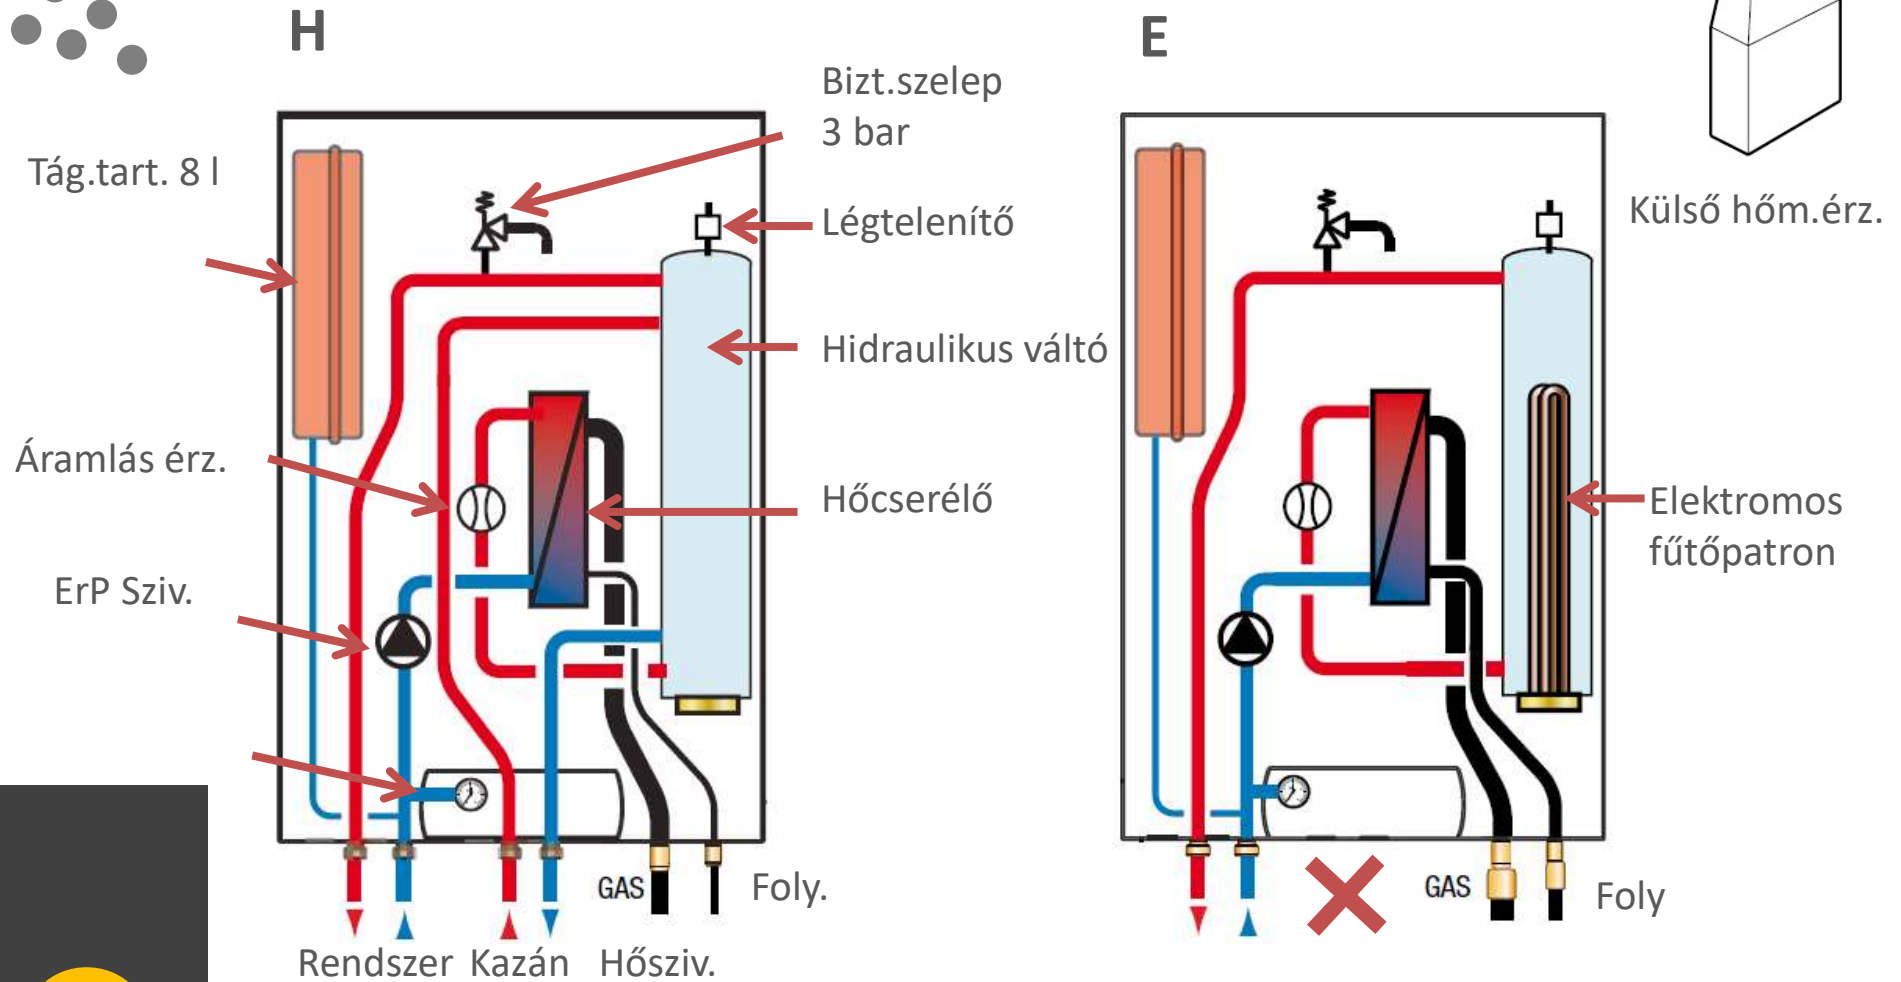 H
E
Bizt.szelep
3 bar
Tág.tart. 8 l
Légtelenítő
Külső hőm.érz.
Hidraulikus váltó
Áramlás érz.
Hőcserélő
Elektromos
fűtőpatron
ErP Sziv.
GAS
Foly.
GAS
Foly
Rendszer Kazán Hősziv.